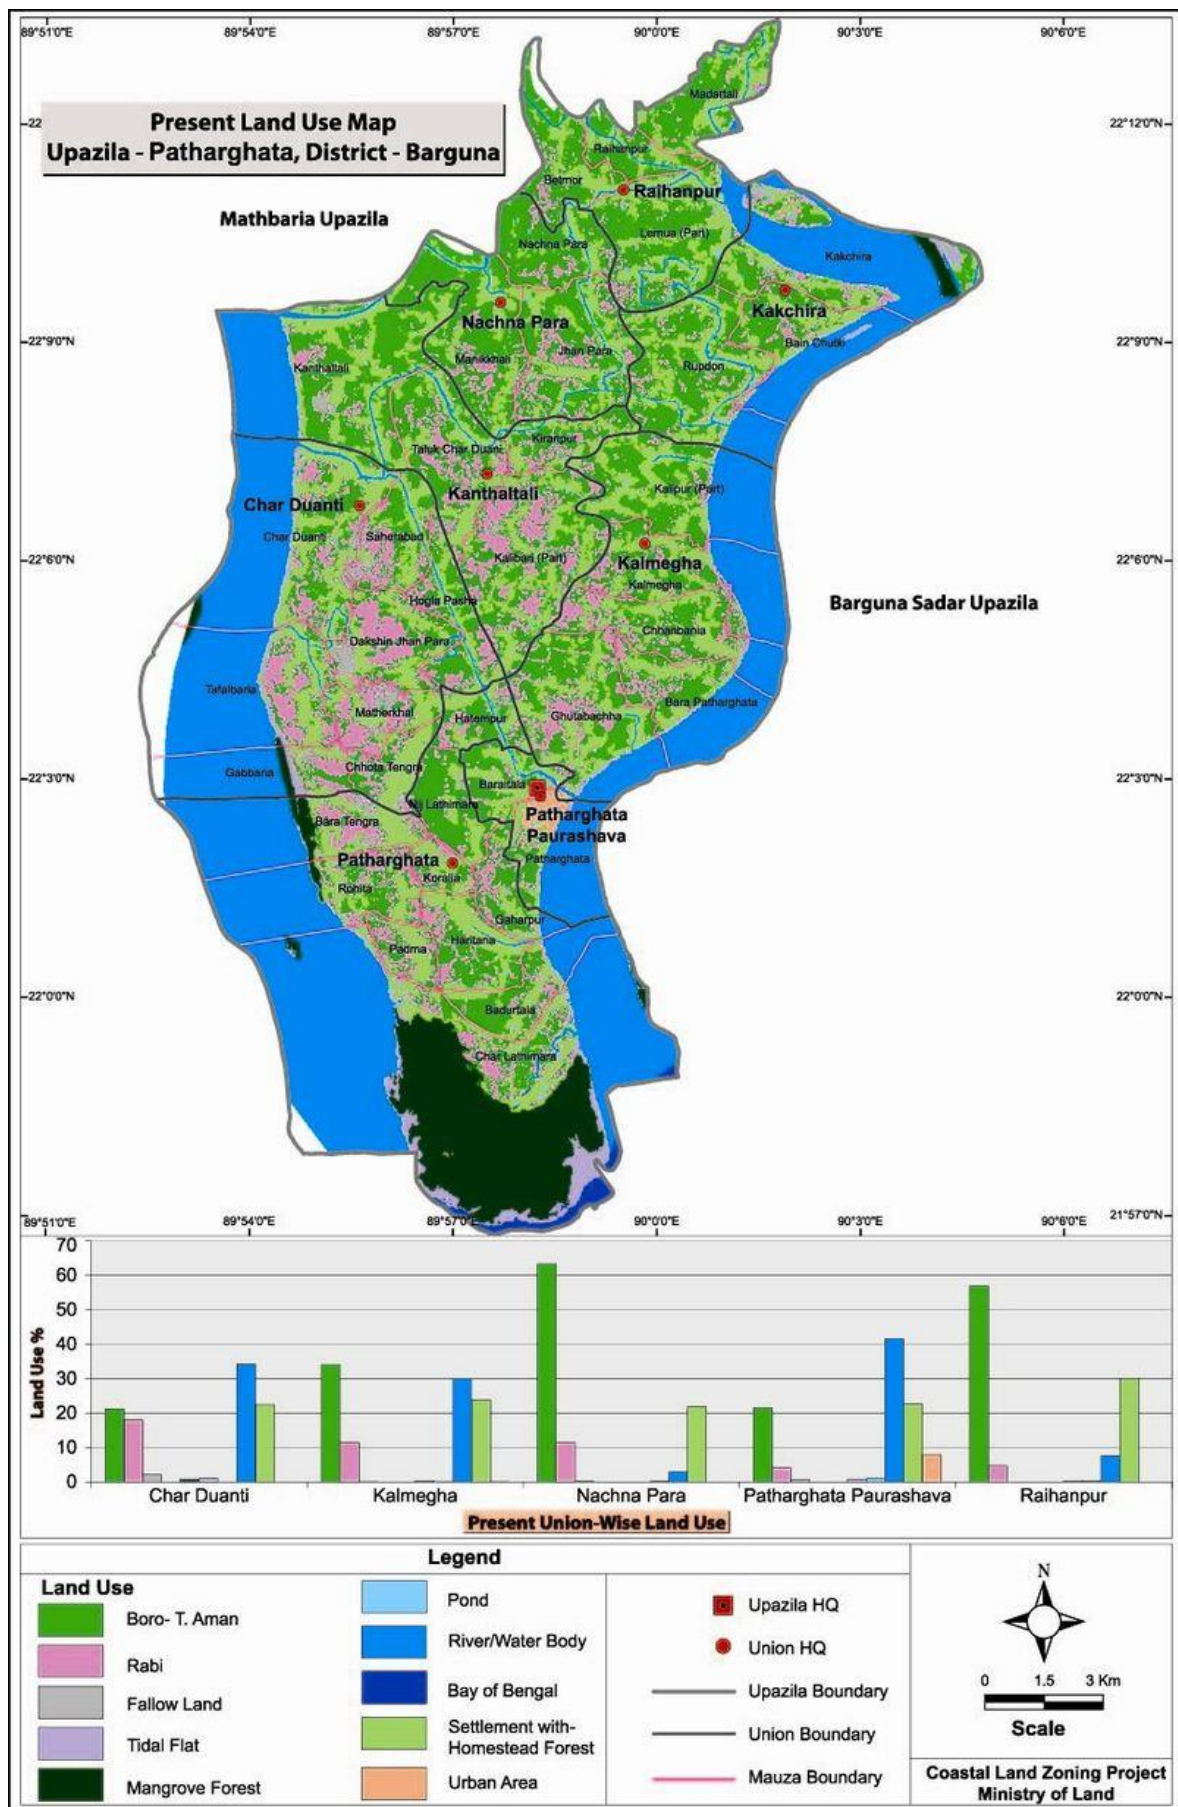 89°51'0"E 89°54'0"E 89°57'0"E 90°0'0"E 90°3'0"E 90°6'0"E
Present Land Use Map
Upazila - Patharghata, District - Barguna
22
22°12'0"N
Madartali
Raihanpur
Betmor
Raihanpur
Mathbaria Upazila
Nachna Para
Lemua (Part)
Kakchira
Kakchira
Nachna Para
22°9'0"N
22°9'0"N
Bain Chutki
Jhan Para
Manikkhali
Kanthaltali
Rupdon
Kiranpur
Taluk Char Duani
Kanthaltali
Kalipur (Part)
Char Duanti
Char Duanti
Saherabad
22°6'0"N
22°6'0"N
Kalibari (Part)
Kalmegha
Kalmegha
Hogla Pasha
Barguna Sadar Upazila
Chhanbania
Dakshin Jhan Para
Tafalbaria
Bara Patharghata
Matherkhal
Hatempur
Ghutabachha
Gabbaria
Chhota Tengra
22°3'0"N
22°3'0"N
Baraitala
Nij Lathimara
Patharghata
Paurashava
Bara Tengra
Patharghata
Patharghata
Koralia
Rohita
Gaharpur
Haritana
Padma
22°0'0"N
22°0'0"N
Badurtala
Char Lathimara
21°57'0"N
89°51'0"E 89°54'0"E 89°57'0"E 90°0'0"E 90°3'0"E 90°6'0"E
Land Use %
70
60
50
40
30
20
10
0
Char Duanti Kalmegha Nachna Para Patharghata Paurashava Raihanpur
Present Union-Wise Land Use
Legend
Land Use
Boro- T. Aman
Rabi
Fallow Land
Tidal Flat
Mangrove Forest
Pond
River/Water Body
Bay of Bengal
Settlement with-
Homestead Forest
Urban Area
Upazila HQ
Union HQ
Upazila Boundary
Union Boundary
Mauza Boundary
N
0 1.5 3 Km
Scale
Coastal Land Zoning Project
Ministry of Land